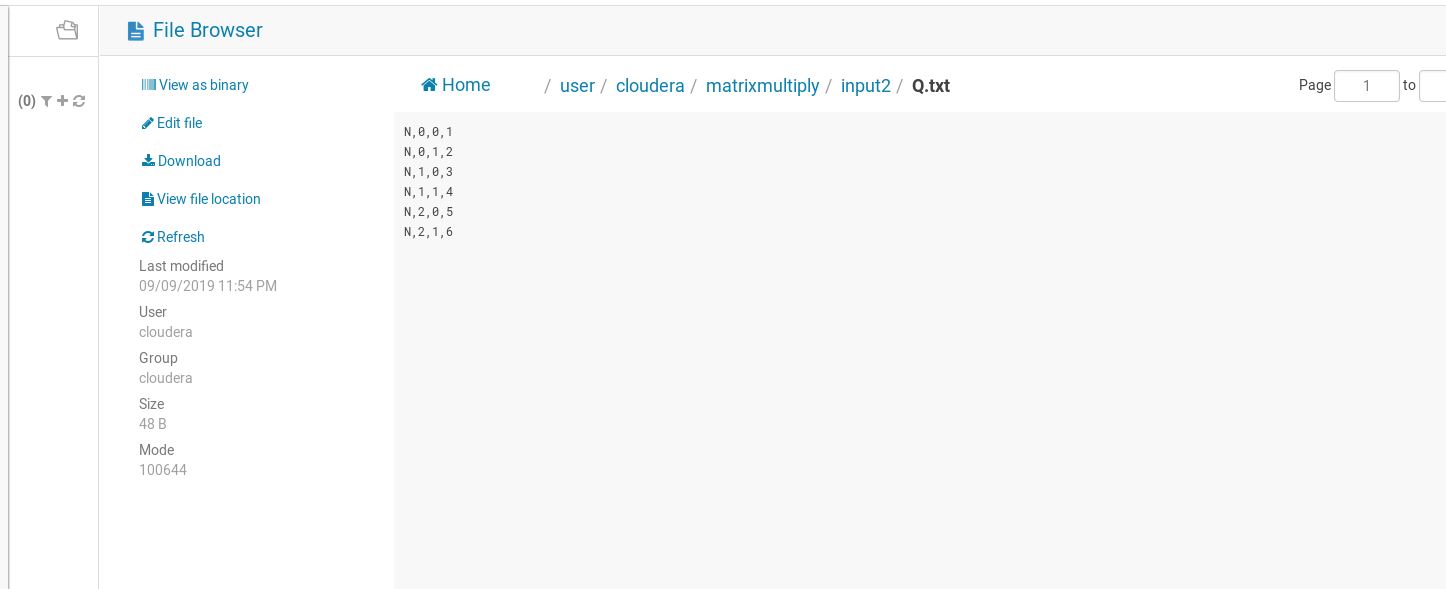 File Browser
(0)
View as binary
Edit file
Download
View file location
Refresh
Last modified
09/09/2019 11:54 PM
User
cloudera
Group
cloudera
Size
48 B
Mode
100644
Home / user / cloudera / matrixmultiply / input2 / Q.txt
Page 1 to
N,0,0,1
N,0,1,2
N,1,0,3
N,1,1,4
N,2,0,5
N,2,1,6